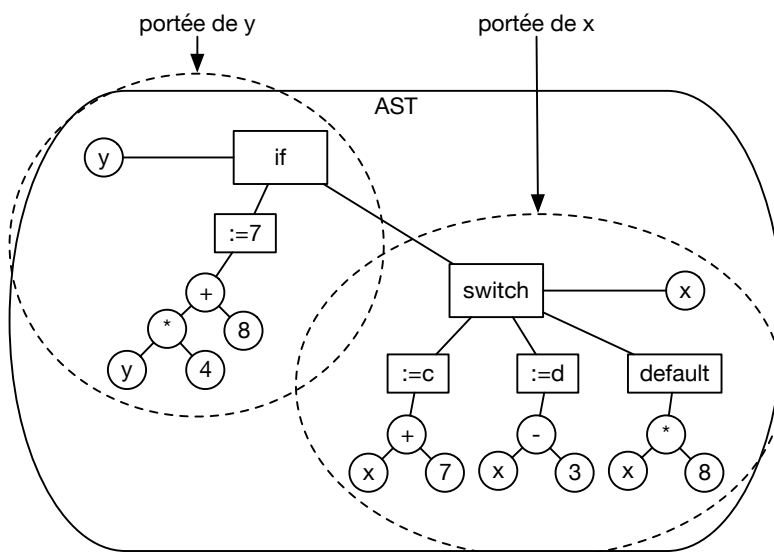 portée de y
portée de x
AST
y
if
:=7
+
*
8
y
4
switch
x
:=c
:=d
default
+
-
*
x
7
x
3
x
8